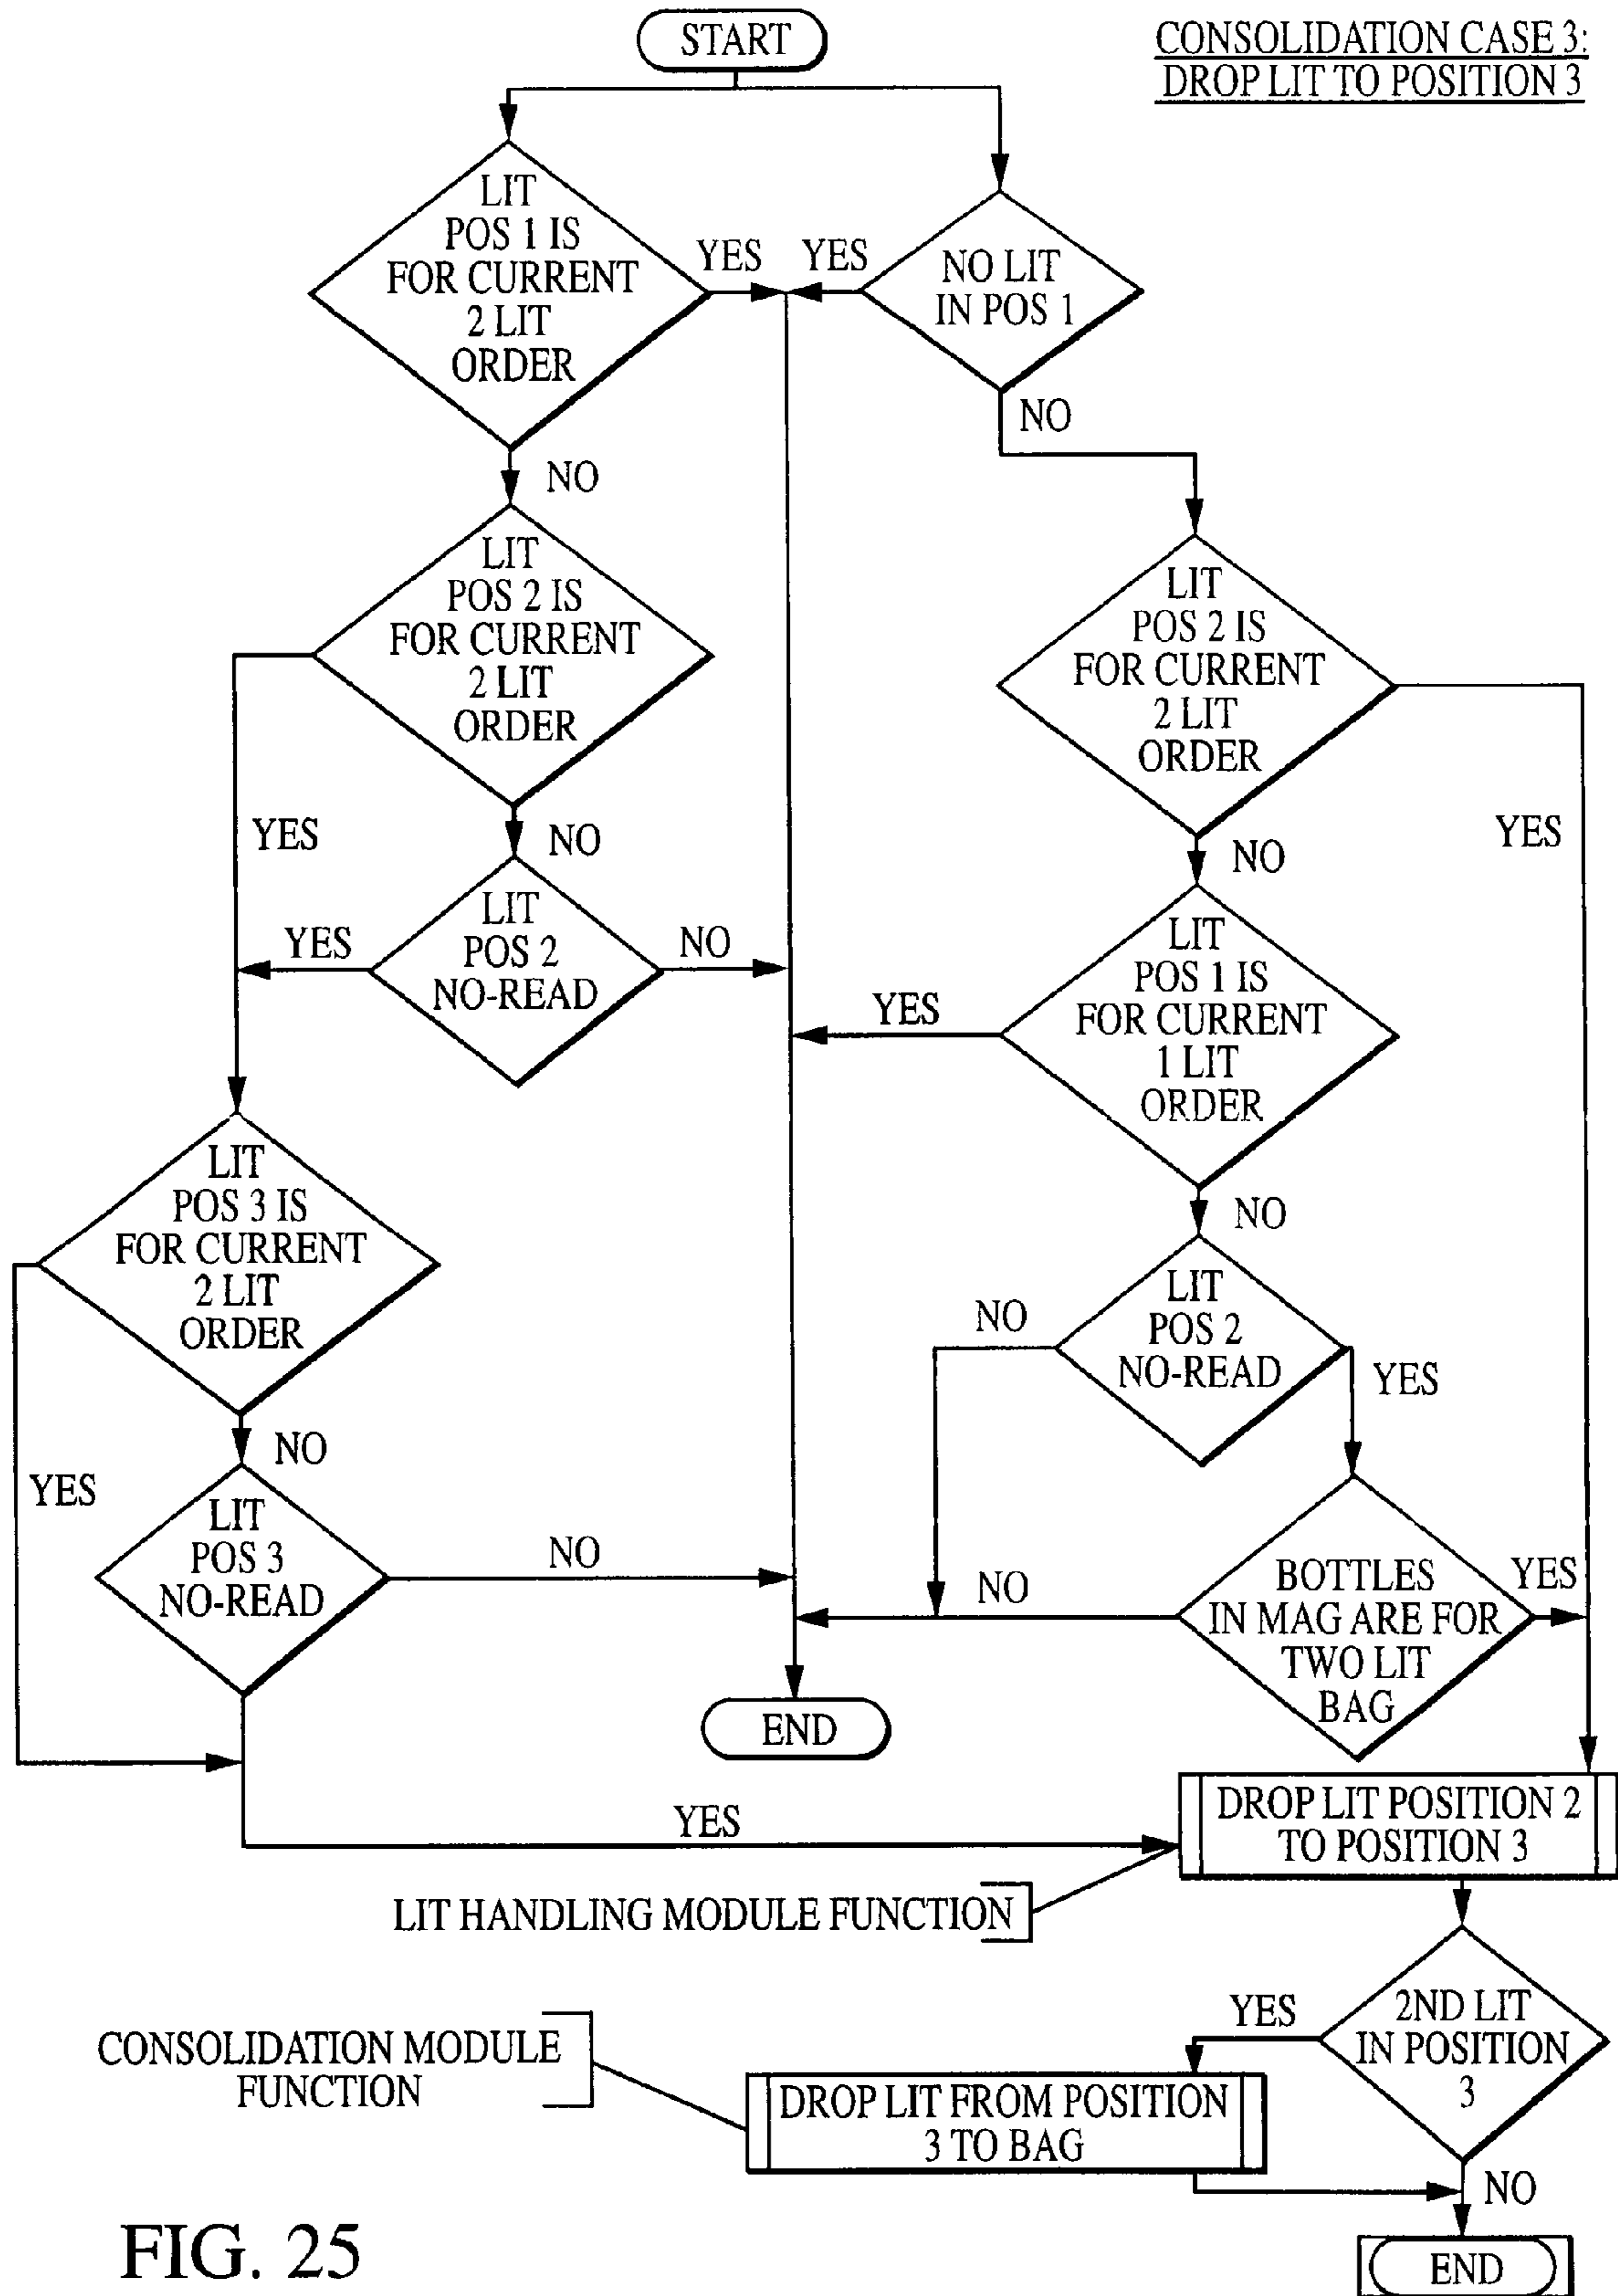 START
CONSOLIDATION CASE 3:
DROP LIT TO POSITION 3
LIT
POS 1 IS
FOR CURRENT
2 LIT
ORDER
YES
YES
NO LIT
IN POS 1
NO
NO
LIT
POS 2 IS
FOR CURRENT
2 LIT
ORDER
LIT
POS 2 IS
FOR CURRENT
2 LIT
ORDER
YES
NO
YES
NO
LIT
POS 2
NO-READ
YES
NO
LIT
POS 1 IS
FOR CURRENT
1 LIT
ORDER
YES
NO
LIT
POS 3 IS
FOR CURRENT
2 LIT
ORDER
LIT
POS 2
NO-READ
NO
YES
NO
YES
LIT
POS 3
NO-READ
NO
BOTTLES
IN MAG ARE FOR
TWO LIT
BAG
NO
YES
END
DROP LIT POSITION 2
TO POSITION 3
YES
LIT HANDLING MODULE FUNCTION
2ND LIT
IN POSITION
3
YES
CONSOLIDATION MODULE
FUNCTION
DROP LIT FROM POSITION
3 TO BAG
NO
END
FIG. 25